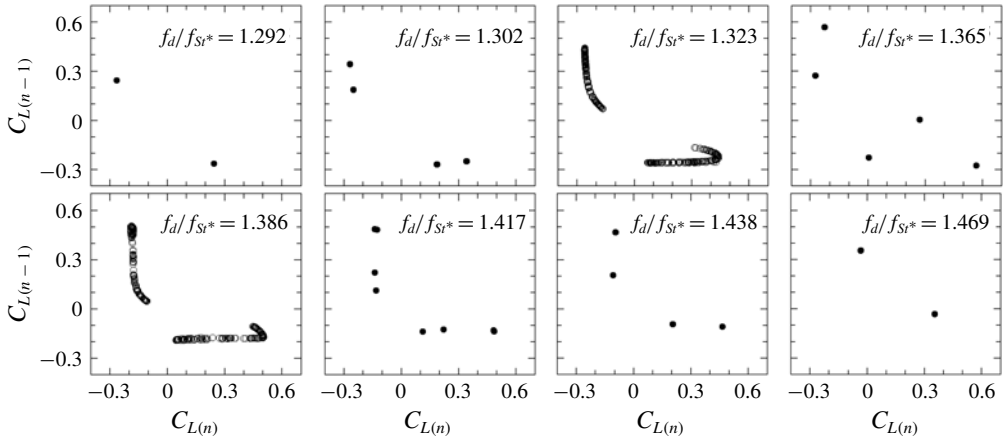 0.6
0.3
0
−0.3
C_{L(n−1)}
f_d/f_{St*} = 1.292
f_d/f_{St*} = 1.302
f_d/f_{St*} = 1.323
f_d/f_{St*} = 1.365
0.6
0.3
0
−0.3
C_{L(n−1)}
f_d/f_{St*} = 1.386
f_d/f_{St*} = 1.417
f_d/f_{St*} = 1.438
f_d/f_{St*} = 1.469
−0.3 0 0.3 0.6 −0.3 0 0.3 0.6 −0.3 0 0.3 0.6 −0.3 0 0.3 0.6
C_{L(n)} C_{L(n)} C_{L(n)} C_{L(n)}